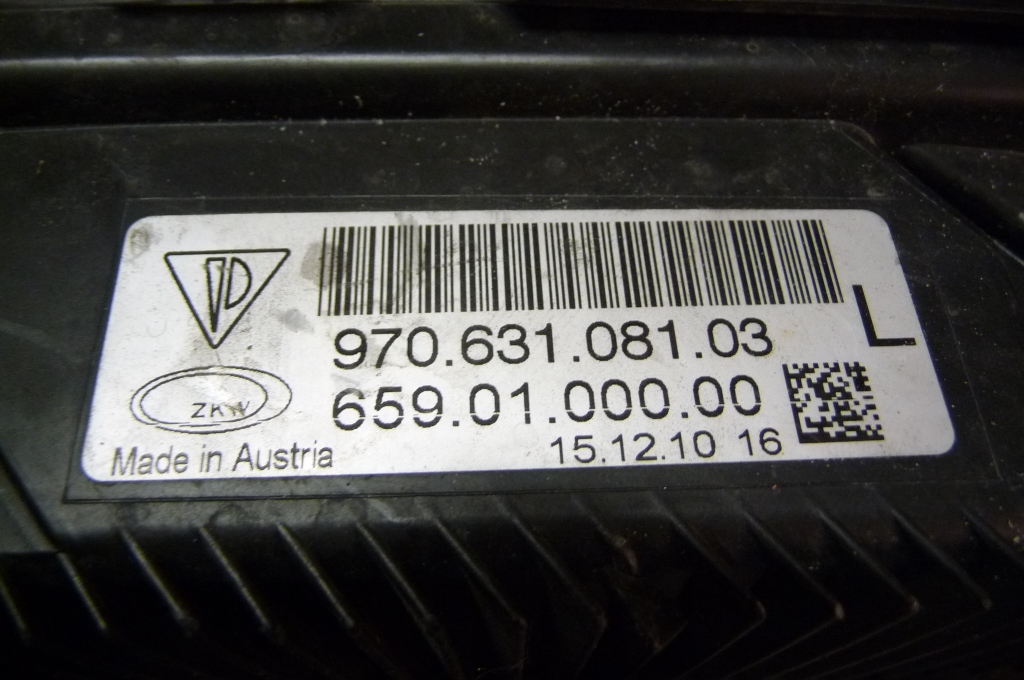 970.631.081.03
L
659.01.000.00
ZKW
15.12.10 16
Made in Austria